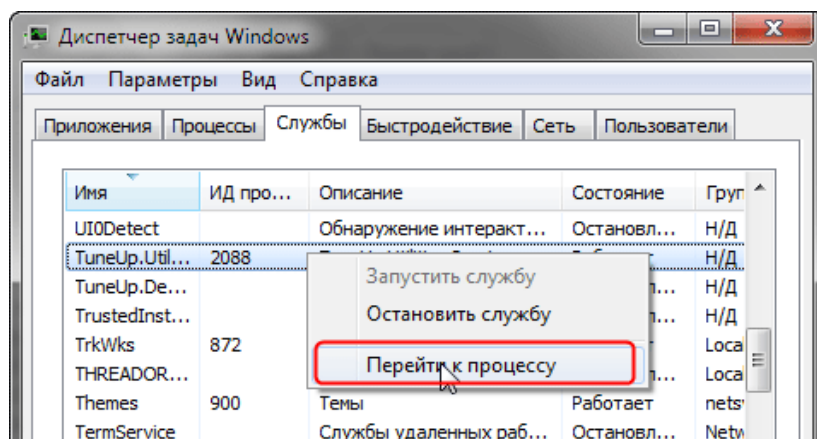 Диспетчер задач Windows
Файл Параметры Вид Справка
Приложения Процессы Службы Быстродействие Сеть Пользователи
Имя ИД про... Описание Состояние Груп
UI0Detect Обнаружение интеракт... Остановл... Н/Д
TuneUp.Util... 2088 Н/Д
TuneUp.De... Н/Д
Запустить службу
TrustedInst... Н/Д
Остановить службу
TrkWks 872 Loca
Перейти к процессу
THREADOR... Loca
Themes 900 Темы Работает nets
TermService Службы удаленных раб... Остановл... Netw